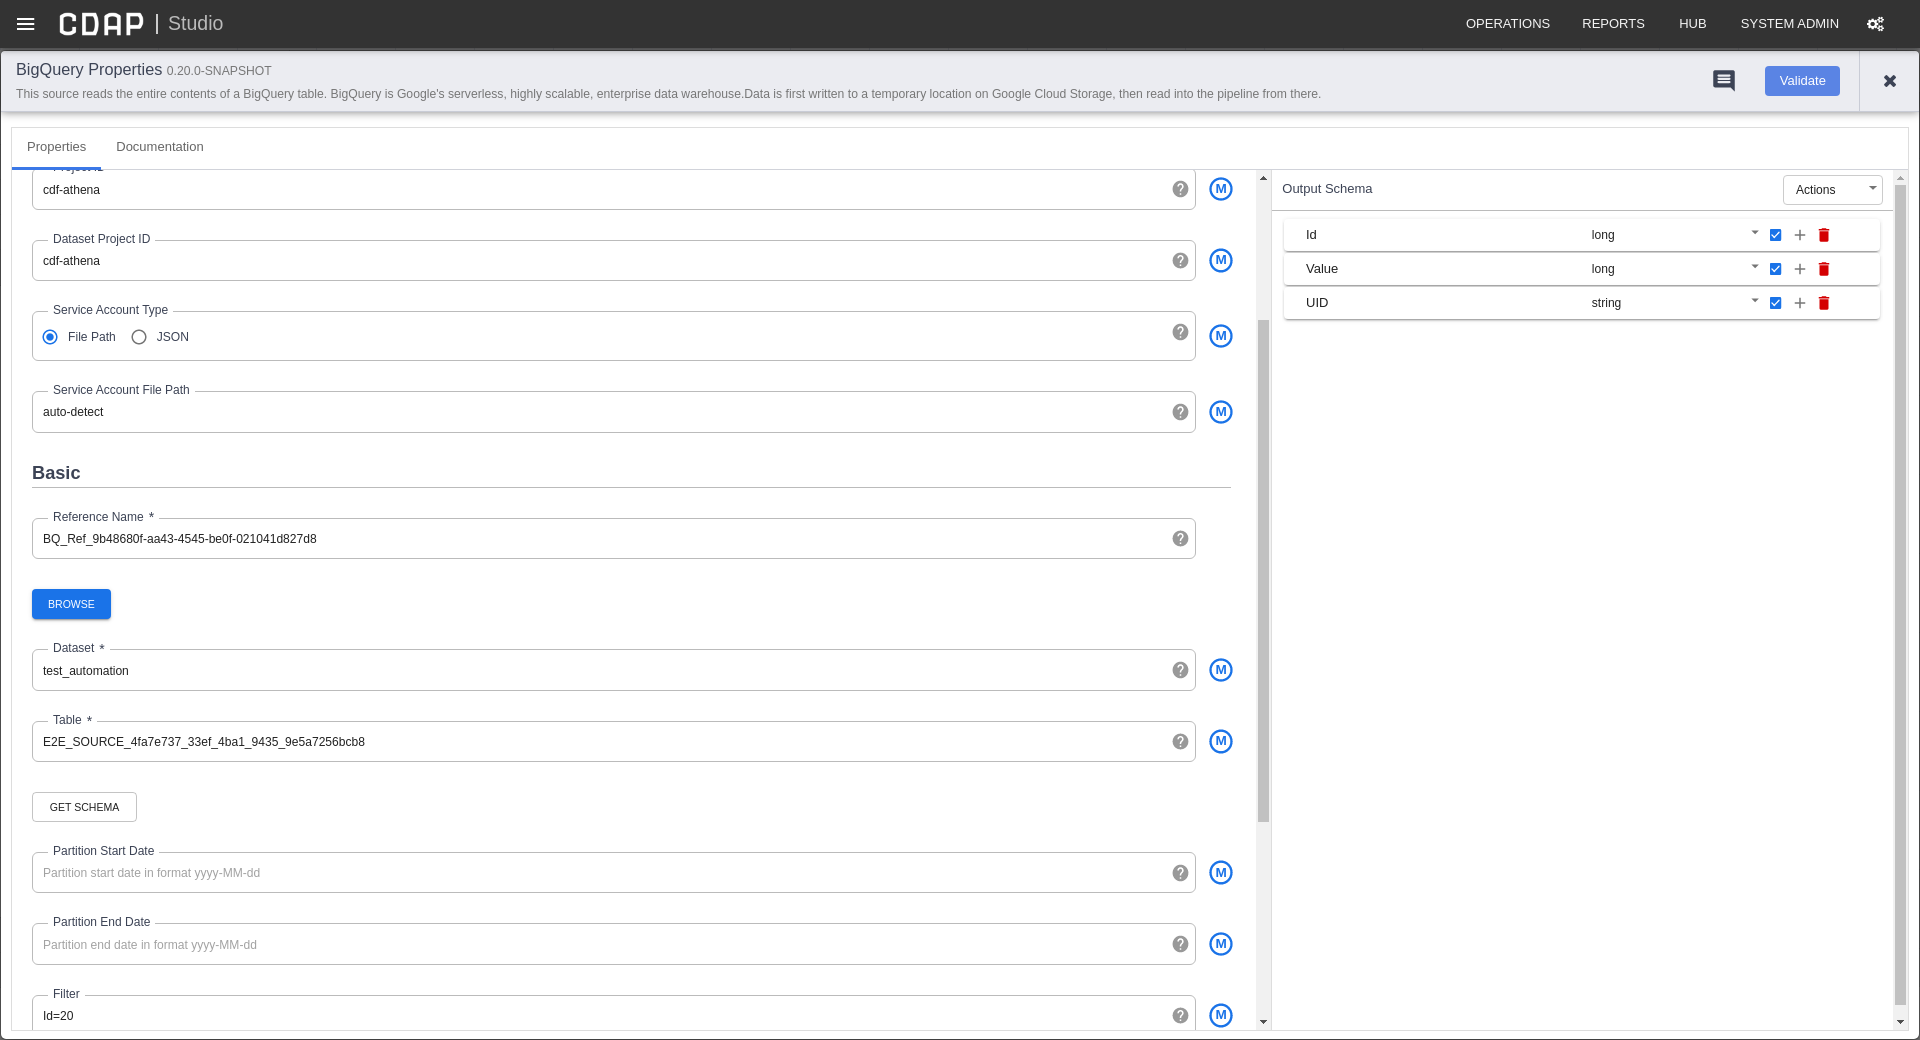 CDAP | Studio
OPERATIONS REPORTS HUB SYSTEM ADMIN
BigQuery Properties 0.20.0-SNAPSHOT
This source reads the entire contents of a BigQuery table. BigQuery is Google's serverless, highly scalable, enterprise data warehouse.Data is first written to a temporary location on Google Cloud Storage, then read into the pipeline from there.
Validate
Properties Documentation
Project ID
cdf-athena
M
Dataset Project ID
cdf-athena
M
Service Account Type
File Path JSON
M
Service Account File Path
auto-detect
M
Basic
Reference Name *
BQ_Ref_9b48680f-aa43-4545-be0f-021041d827d8
BROWSE
Dataset *
test_automation
M
Table *
E2E_SOURCE_4fa7e737_33ef_4ba1_9435_9e5a7256bcb8
M
GET SCHEMA
Partition Start Date
Partition start date in format yyyy-MM-dd
M
Partition End Date
Partition end date in format yyyy-MM-dd
M
Filter
Id=20
M
Output Schema
Actions
Id long
Value long
UID string